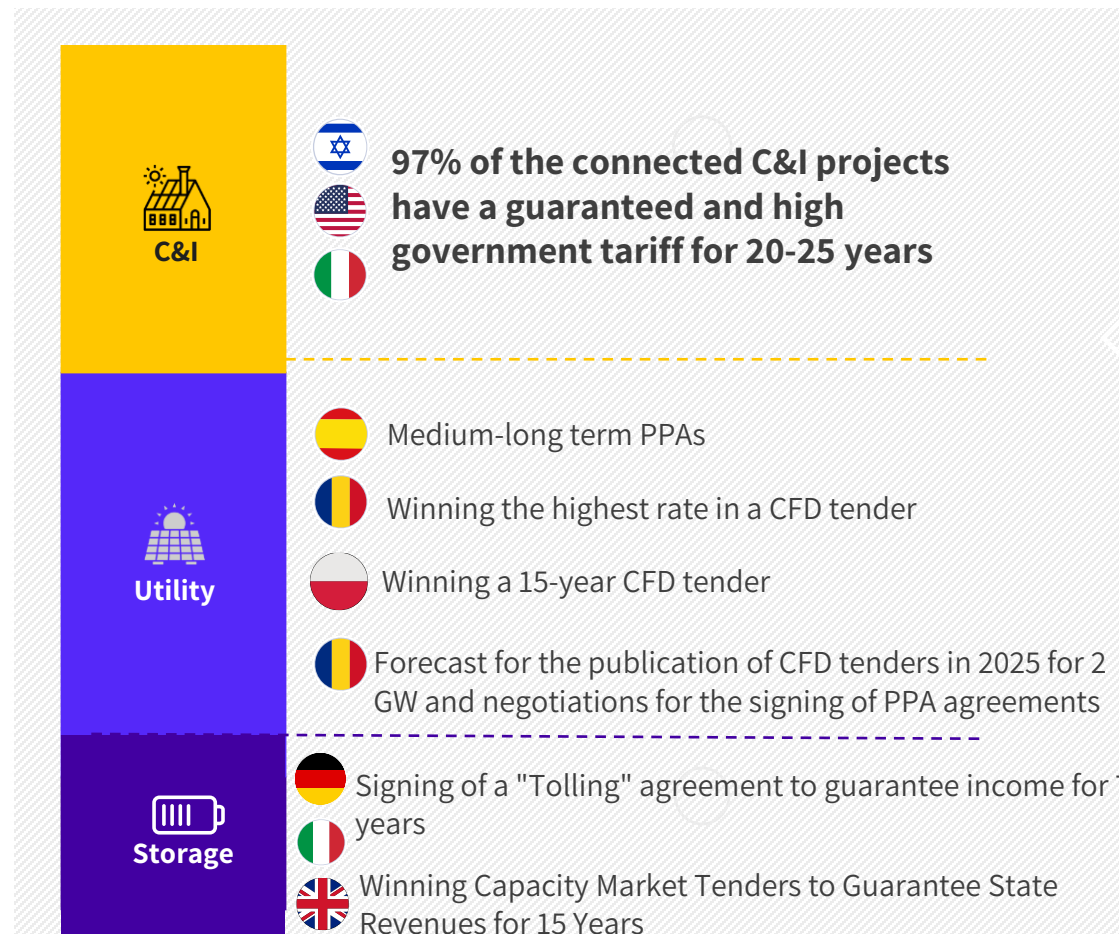 C&I
97% of the connected C&I projects
have a guaranteed and high
government tariff for 20-25 years
Utility
Medium-long term PPAs
Winning the highest rate in a CFD tender
Winning a 15-year CFD tender
Forecast for the publication of CFD tenders in 2025 for 2
GW and negotiations for the signing of PPA agreements
Storage
Signing of a "Tolling" agreement to guarantee income for
years
Winning Capacity Market Tenders to Guarantee State
Revenues for 15 Years